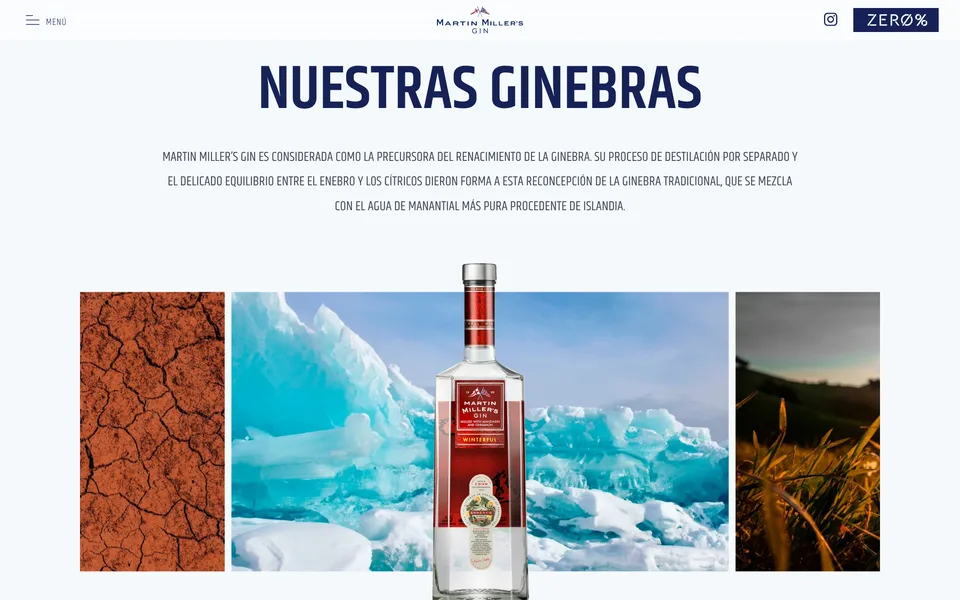 MENÚ
MARTIN MILLER'S
GIN
ZERØ%
NUESTRAS GINEBRAS
MARTIN MILLER'S GIN ES CONSIDERADA COMO LA PRECURSORA DEL RENACIMIENTO DE LA GINEBRA. SU PROCESO DE DESTILACIÓN POR SEPARADO Y
EL DELICADO EQUILIBRIO ENTRE EL ENEBRO Y LOS CÍTRICOS DIERON FORMA A ESTA RECONCEPCIÓN DE LA GINEBRA TRADICIONAL, QUE SE MEZCLA
CON EL AGUA DE MANANTIAL MÁS PURA PROCEDENTE DE ISLANDIA.
MARTIN
MILLER'S
GIN
WINTERFUL